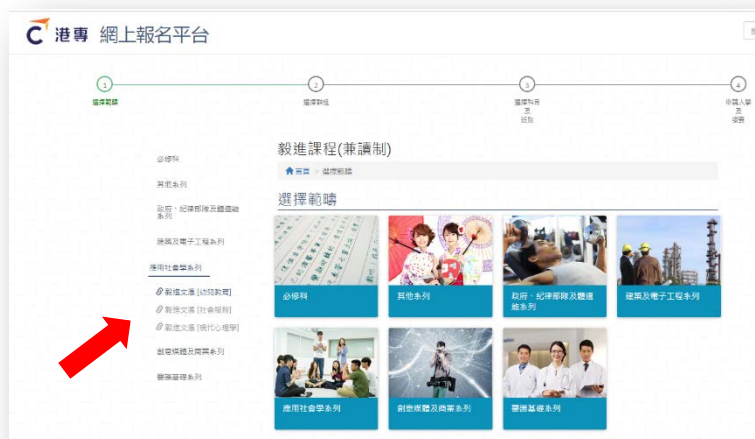 港專 網上報名平台
1
2
3
4
選擇範疇
選擇群組
選擇科目
及
班別
申請入學
及
繳費
必修科
其他系列
政府、紀律部隊及體適能
系列
建築及電子工程系列
應用社會學系列
毅進文憑 [幼兒教育]
毅進文憑 [社會服務]
毅進文憑 [現代心理學]
創意媒體及商業系列
醫護基礎系列
毅進課程(兼讀制)
首頁 > 選擇範疇
選擇範疇
必修科
其他系列
政府、紀律部隊及體適
能系列
建築及電子工程系列
應用社會學系列
創意媒體及商業系列
醫護基礎系列